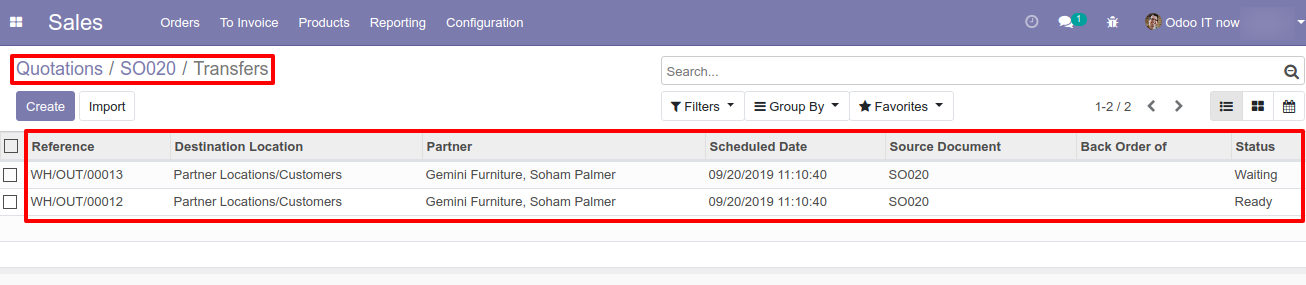 Sales Orders To Invoice Products Reporting Configuration 1 Odoo IT now
Quotations / SO020 / Transfers Search...
Create Import Filters Group By Favorites 1-2 / 2
Reference Destination Location Partner Scheduled Date Source Document Back Order of Status
WH/OUT/00013 Partner Locations/Customers Gemini Furniture, Soham Palmer 09/20/2019 11:10:40 SO020 Waiting
WH/OUT/00012 Partner Locations/Customers Gemini Furniture, Soham Palmer 09/20/2019 11:10:40 SO020 Ready